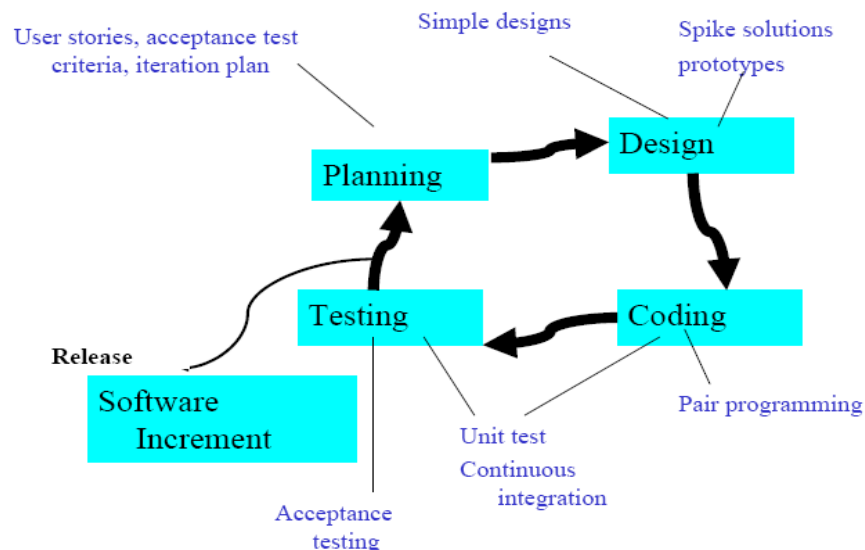 Simple designs
Spike solutions
prototypes
User stories, acceptance test
criteria, iteration plan
Design
Planning
Testing
Coding
Release
Software
Increment
Pair programming
Unit test
Continuous
integration
Acceptance
testing